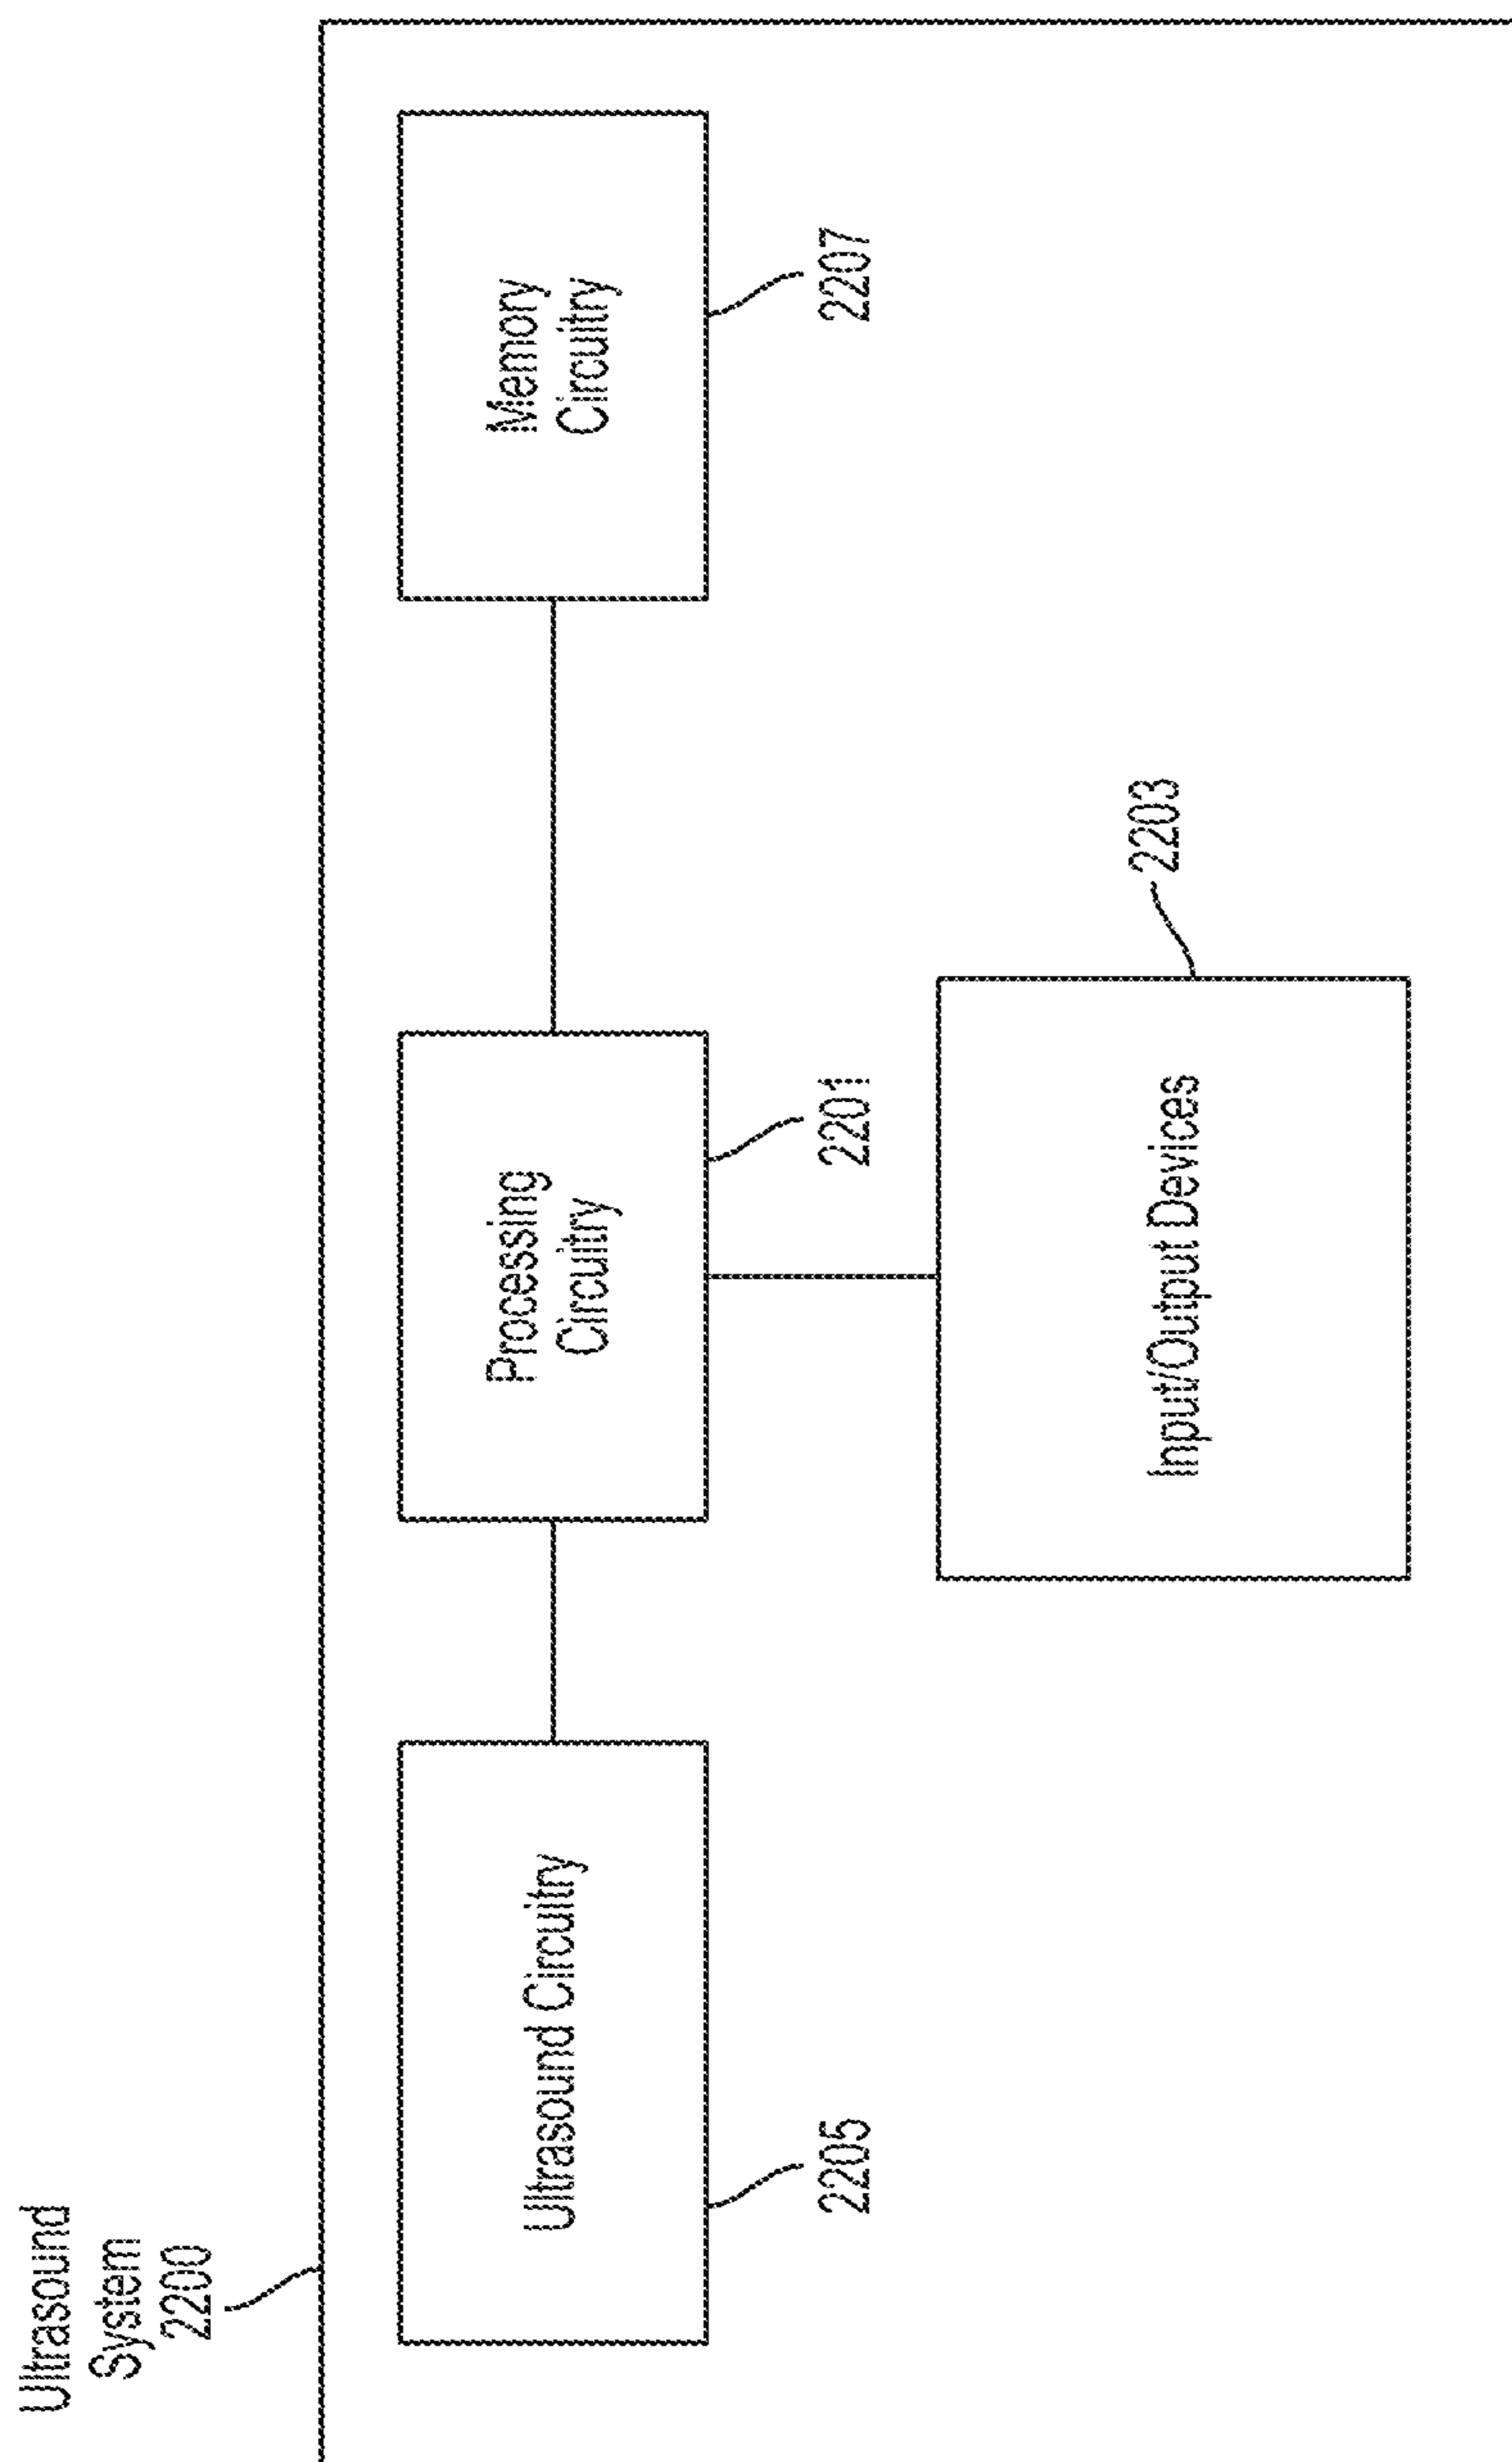 Ultrasound
System
2200
Ultrasound Circuitry
2205
Processing
Circuitry
2201
Memory
Circuitry
2207
Input/Output Devices
2203